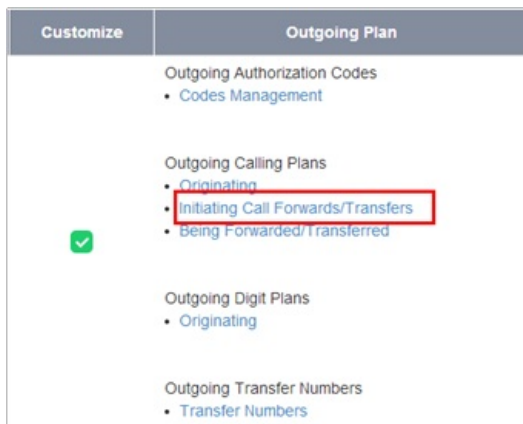 Customize
Outgoing Plan
Outgoing Authorization Codes
• Codes Management
Outgoing Calling Plans
• Originating
• Initiating Call Forwards/Transfers
• Being Forwarded/Transferred
Outgoing Digit Plans
• Originating
Outgoing Transfer Numbers
• Transfer Numbers